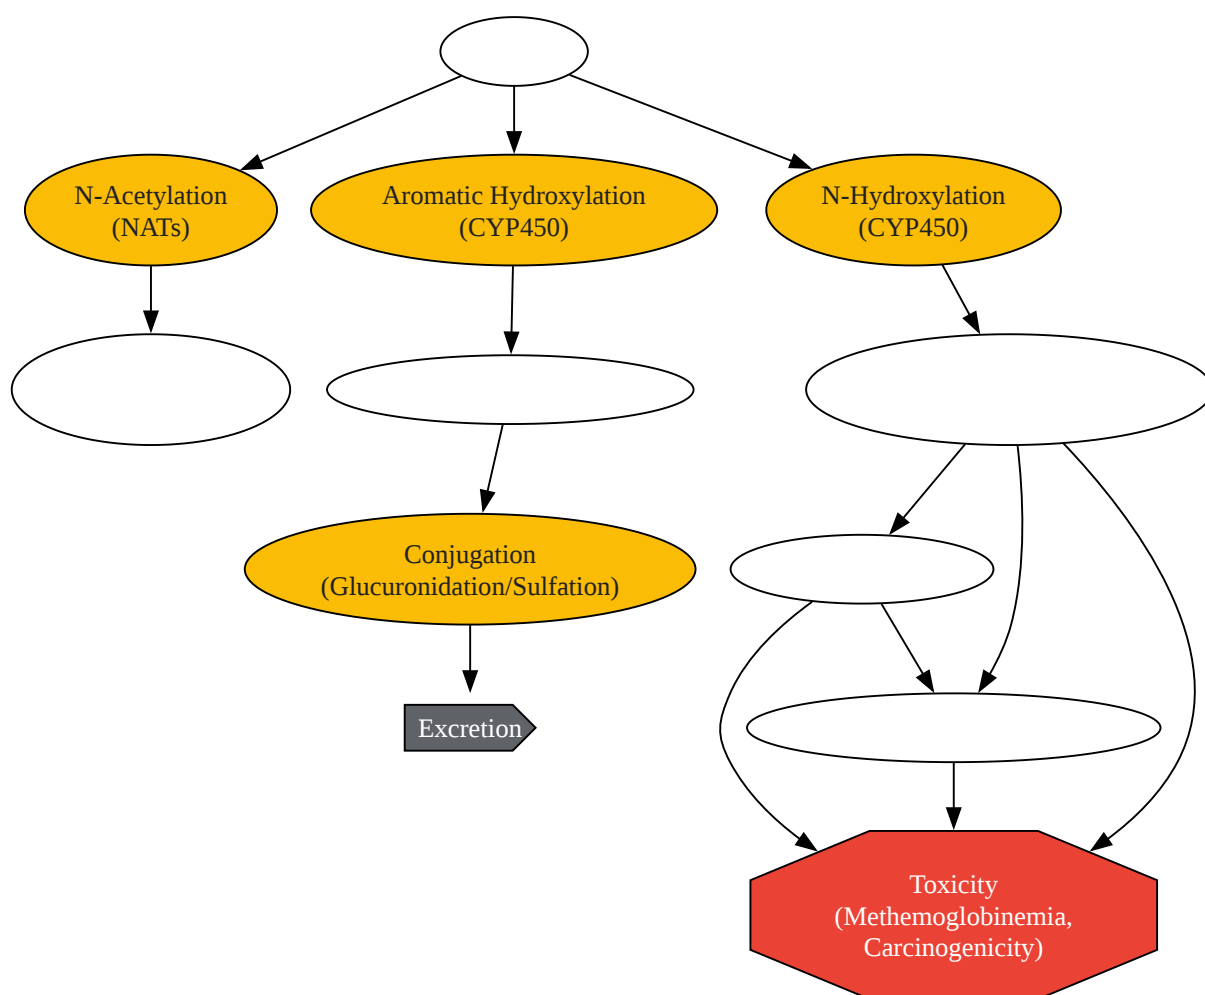 N-Acetylation
(NATs)
Aromatic Hydroxylation
(CYP450)
N-Hydroxylation
(CYP450)
Conjugation
(Glucuronidation/Sulfation)
Excretion
Toxicity
(Methemoglobinemia,
Carcinogenicity)